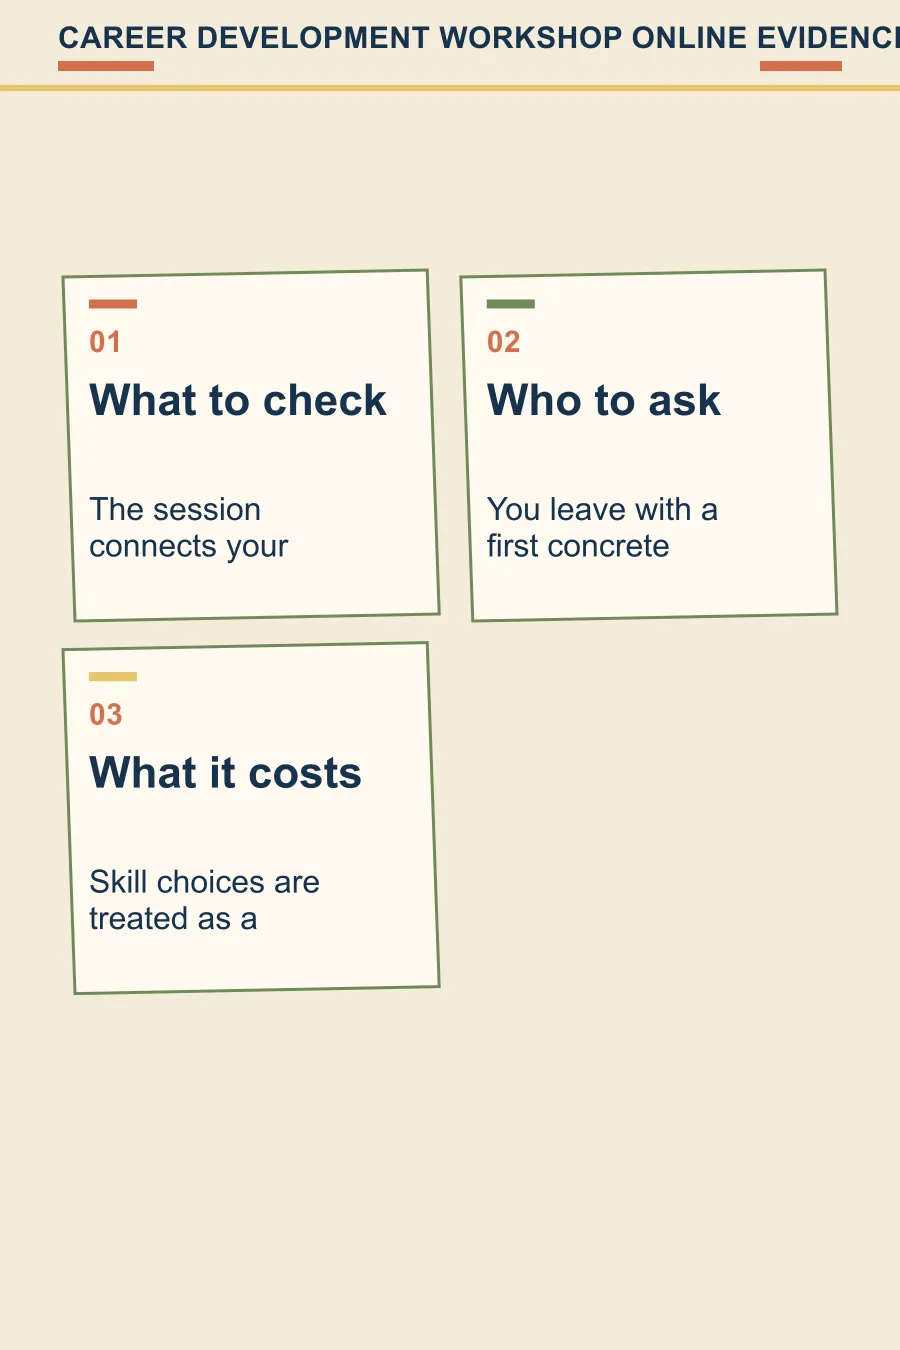 CAREER DEVELOPMENT WORKSHOP ONLINE EVIDENC
01
What to check
The session
connects your
02
Who to ask
You leave with a
first concrete
03
What it costs
Skill choices are
treated as a